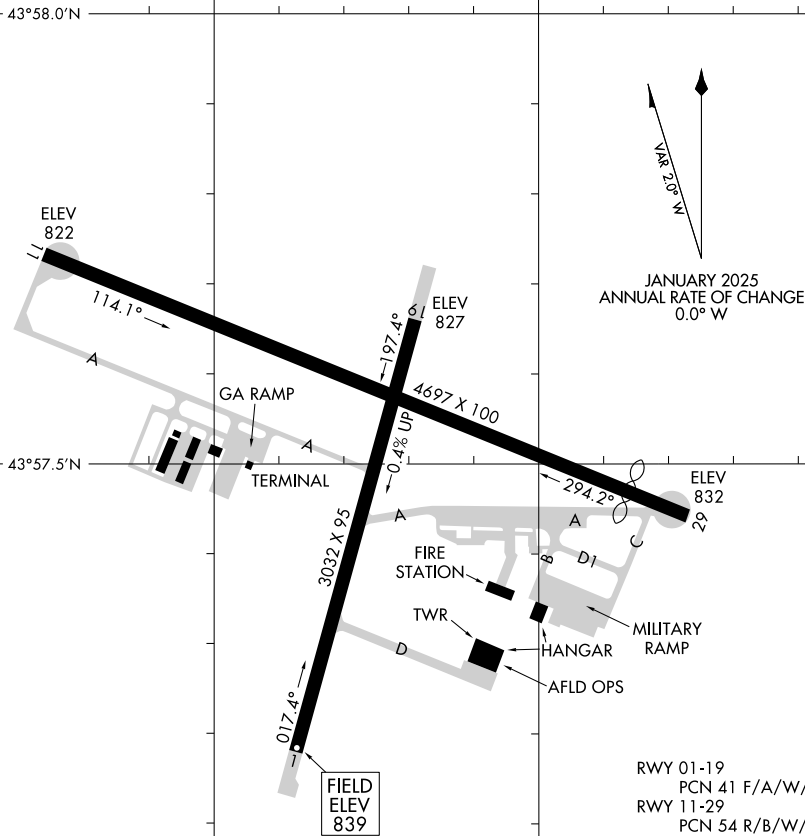 43°58.0'N
VAR 2.0° W
JANUARY 2025
ANNUAL RATE OF CHANGE
0.0° W
ELEV
822
11
114.1°
19
ELEV
827
197.4°
A
GA RAMP
4697 X 100
0.4% UP
A
43°57.5'N
TERMINAL
294.2°
ELEV
832
29
A
A
C
B
D1
3032 X 95
FIRE
STATION
TWR
MILITARY
RAMP
HANGAR
D
AFLD OPS
017.4°
1
FIELD
ELEV
839
RWY 01-19
PCN 41 F/A/W/
RWY 11-29
PCN 54 R/B/W/